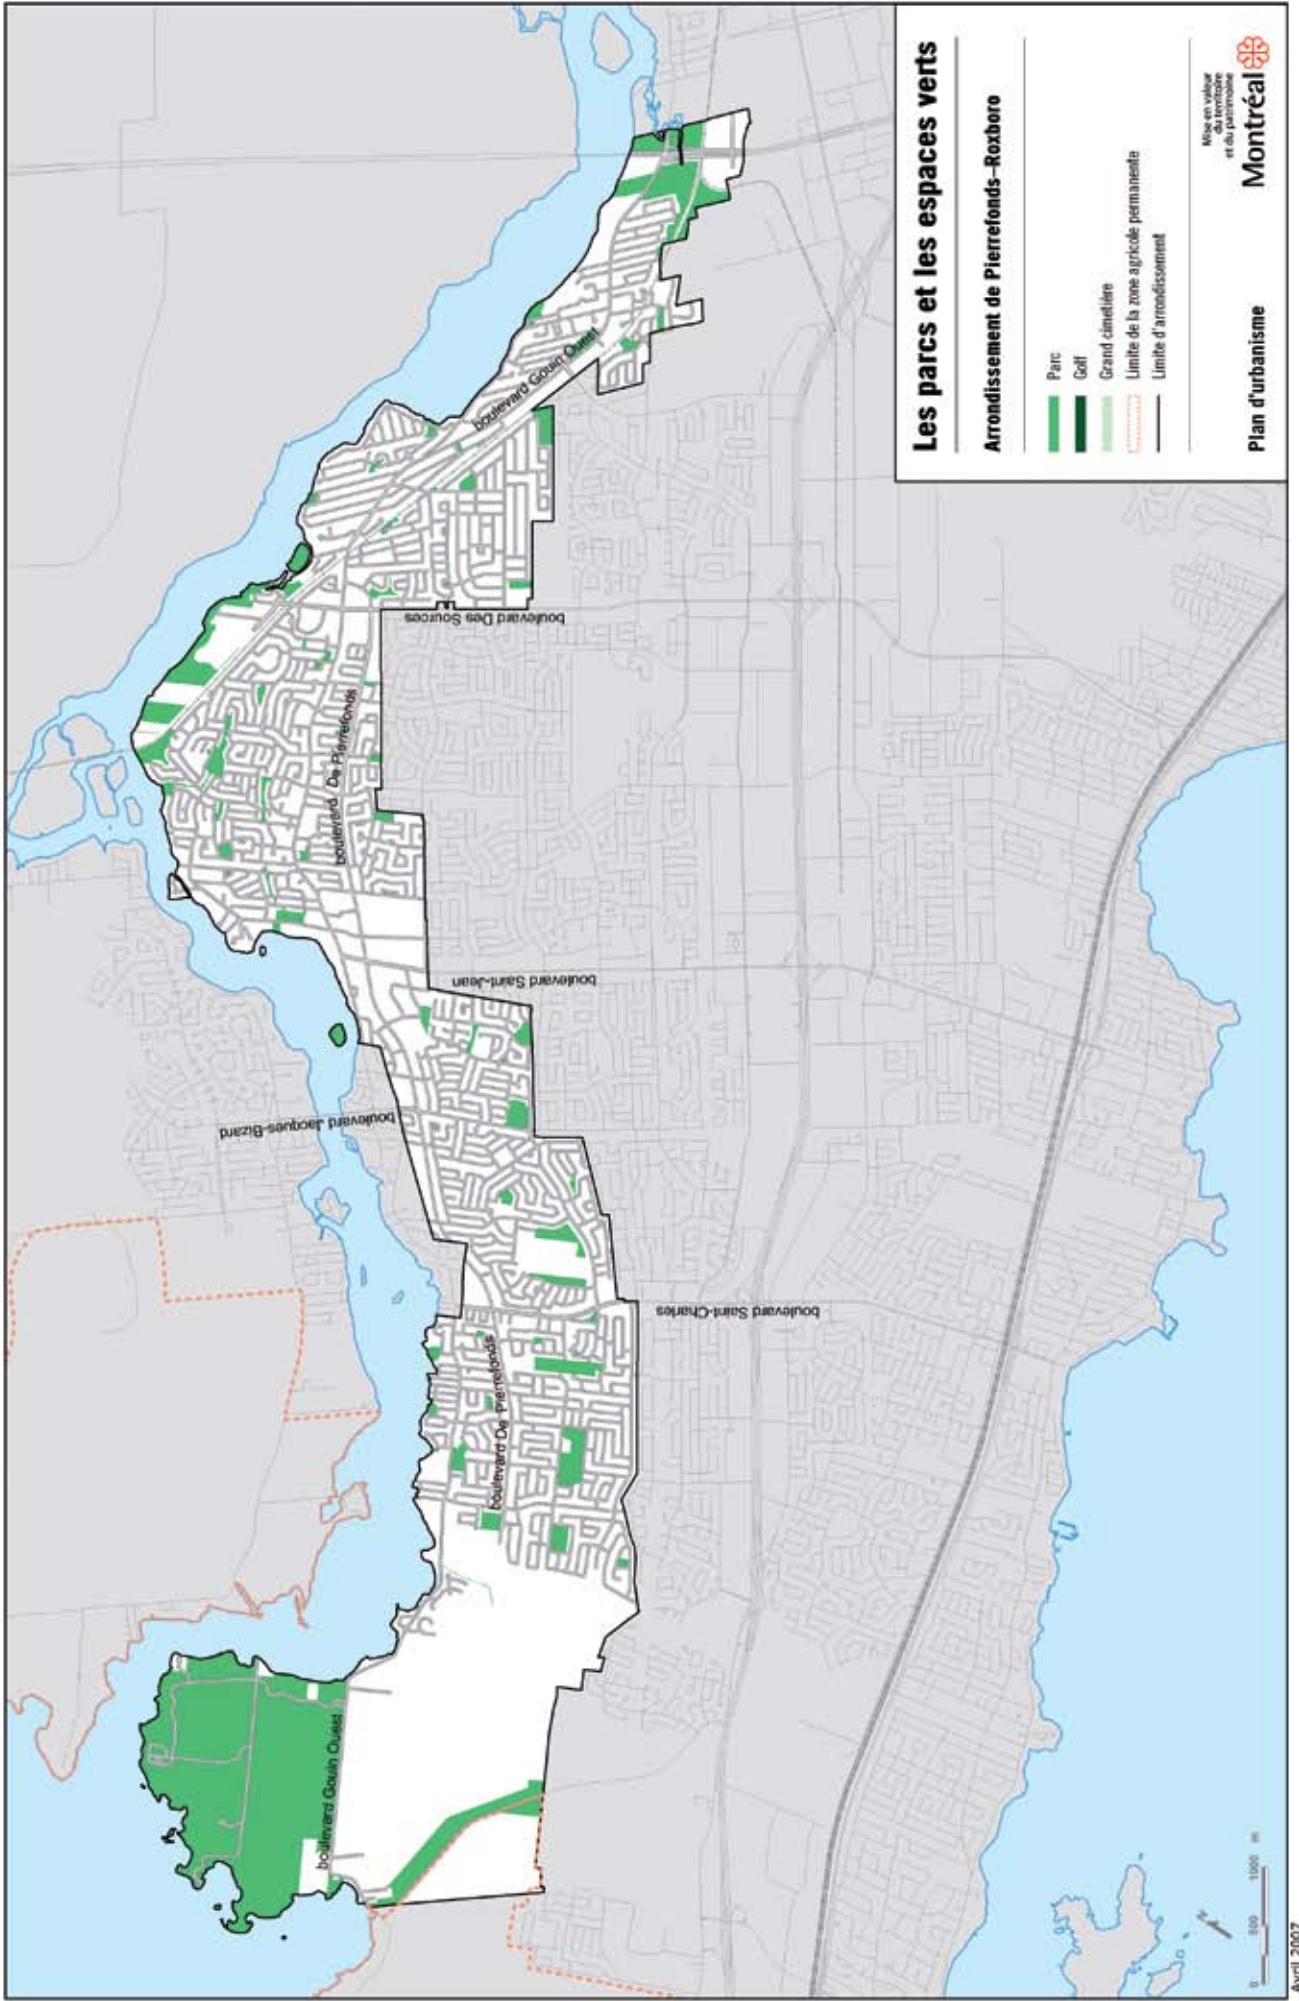 Les parcs et les espaces verts
Arrondissement de Pierrefonds–Roxboro
Parc
Golf
Grand cimetière
Limite de la zone agricole permanente
Limite d'arrondissement
Plan d'urbanisme
Mise en valeur
du territoire
et du patrimoine
Montréal
boulevard Gouin Ouest
boulevard De Pierrefonds
boulevard Saint-Charles
boulevard Jacques-Bizard
boulevard Saint-Jean
boulevard De Pierrefonds
boulevard Des Sources
boulevard Gouin Ouest
N
0 500 1000 m
Avril 2007